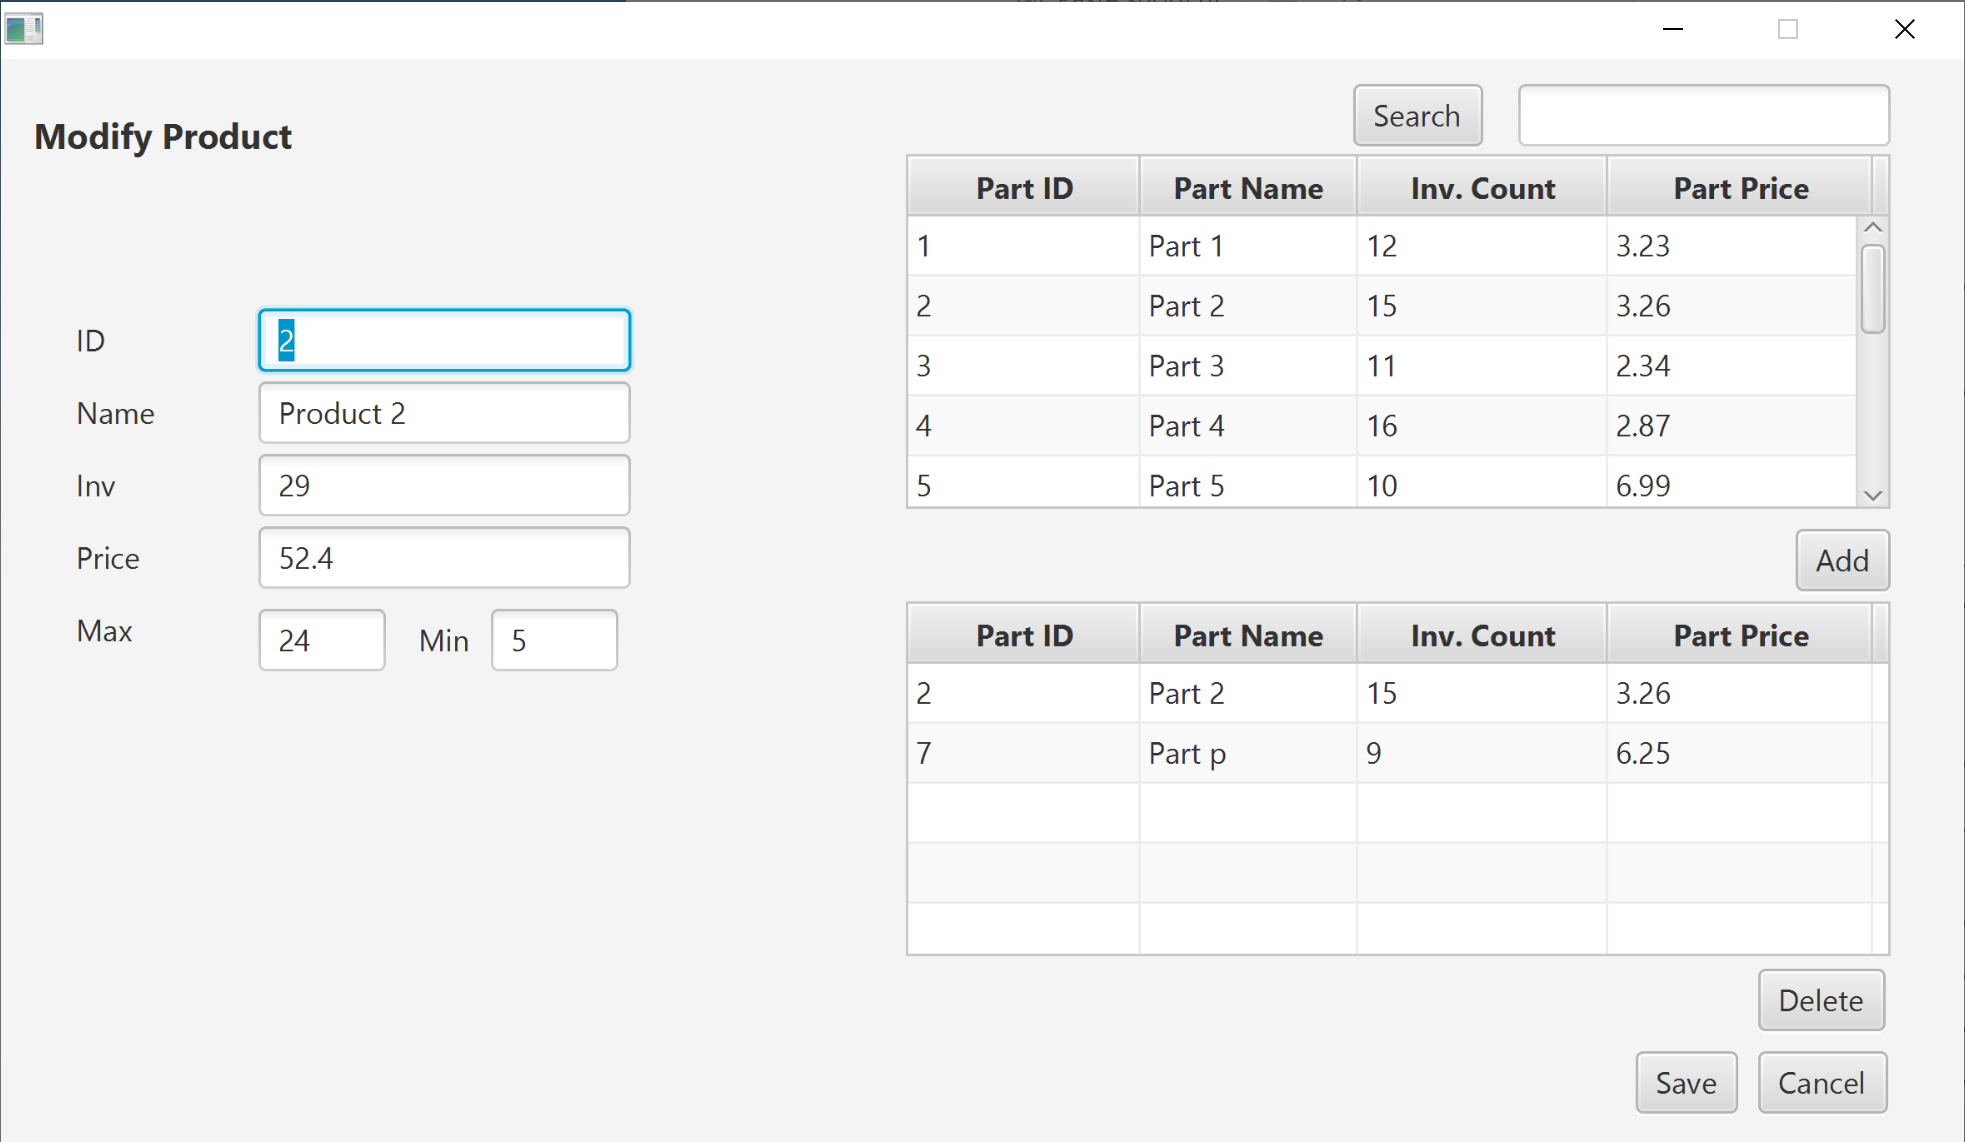 Modify Product
Search
Part ID Part Name Inv. Count Part Price
1 Part 1 12 3.23
2 Part 2 15 3.26
3 Part 3 11 2.34
4 Part 4 16 2.87
5 Part 5 10 6.99
ID 2
Name Product 2
Inv 29
Price 52.4
Max 24 Min 5
Add
Part ID Part Name Inv. Count Part Price
2 Part 2 15 3.26
7 Part p 9 6.25
Delete
Save Cancel